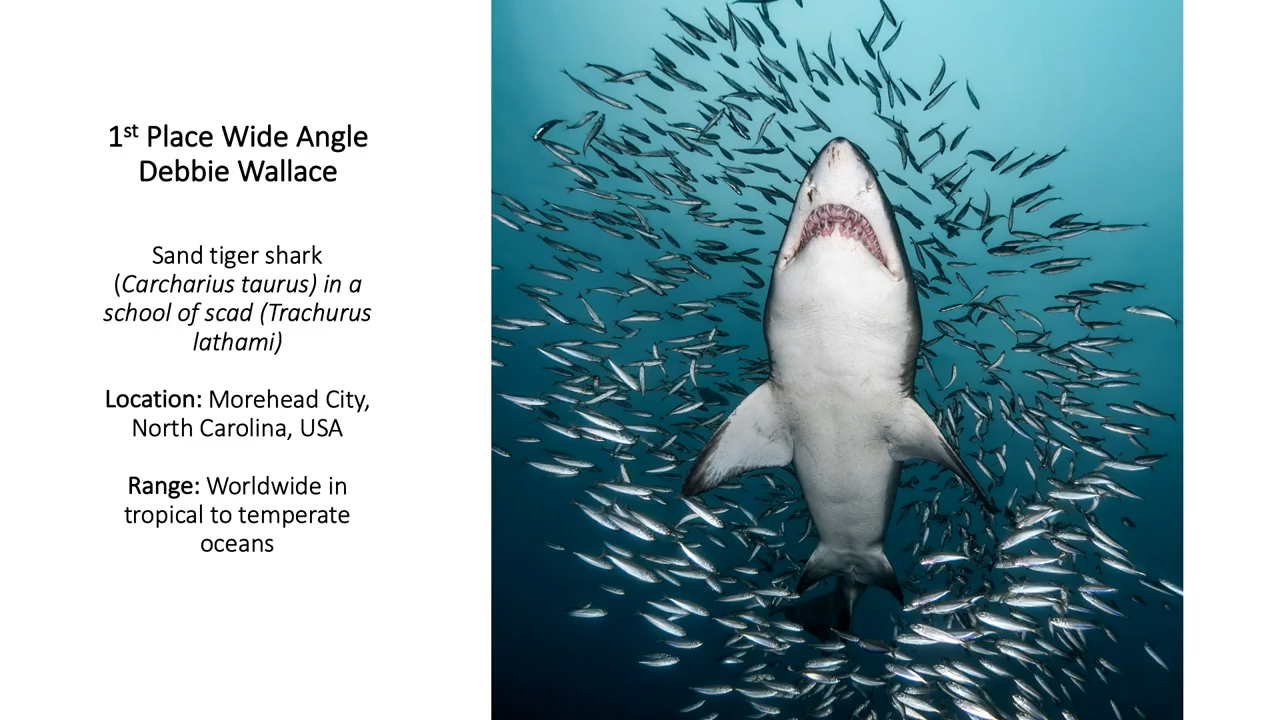 1st Place Wide Angle
Debbie Wallace
Sand tiger shark
(Carcharius taurus) in a
school of scad (Trachurus
lathami)
Location: Morehead City,
North Carolina, USA
Range: Worldwide in
tropical to temperate
oceans